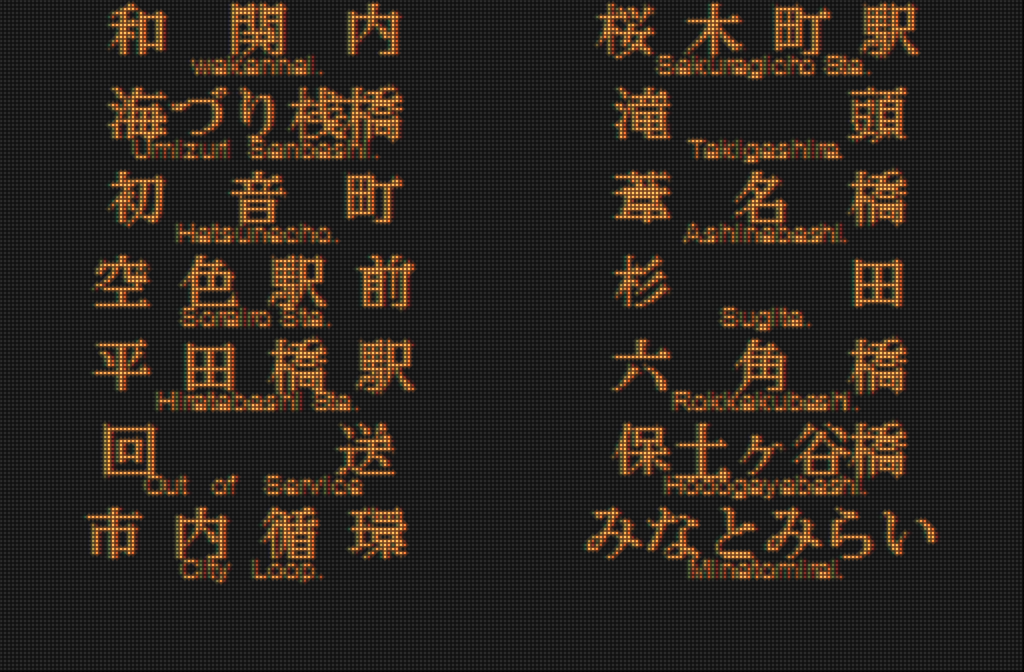 和関内
wakannai.
海づり桟橋
Umizuri Sanbashi.
初音町
Hatsunecho.
空色駅前
Sorairo Sta.
平田橋駅
Hiratabashi Sta.
回送
Out of Service
市内循環
City Loop.
桜木町駅
Sakuragicho Sta.
滝頭
Takigashira.
葦名橋
Ashinabashi.
杉田
Sugita.
六角橋
Rokkakubashi.
保土ヶ谷橋
Hodogayabashi.
みなとみらい
Minatomirai.